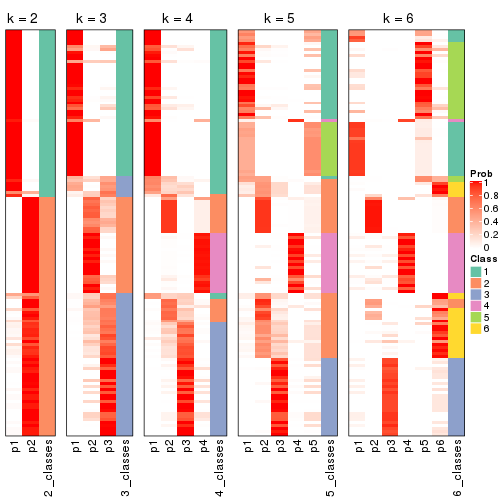 k = 2
k = 3
k = 4
k = 5
k = 6
Prob
1
0.8
0.6
0.4
0.2
0
Class
1
2
3
4
5
6
p1
p2
2_classes
p1
p2
p3
3_classes
p1
p2
p3
p4
4_classes
p1
p2
p3
p4
p5
5_classes
p1
p2
p3
p4
p5
p6
6_classes